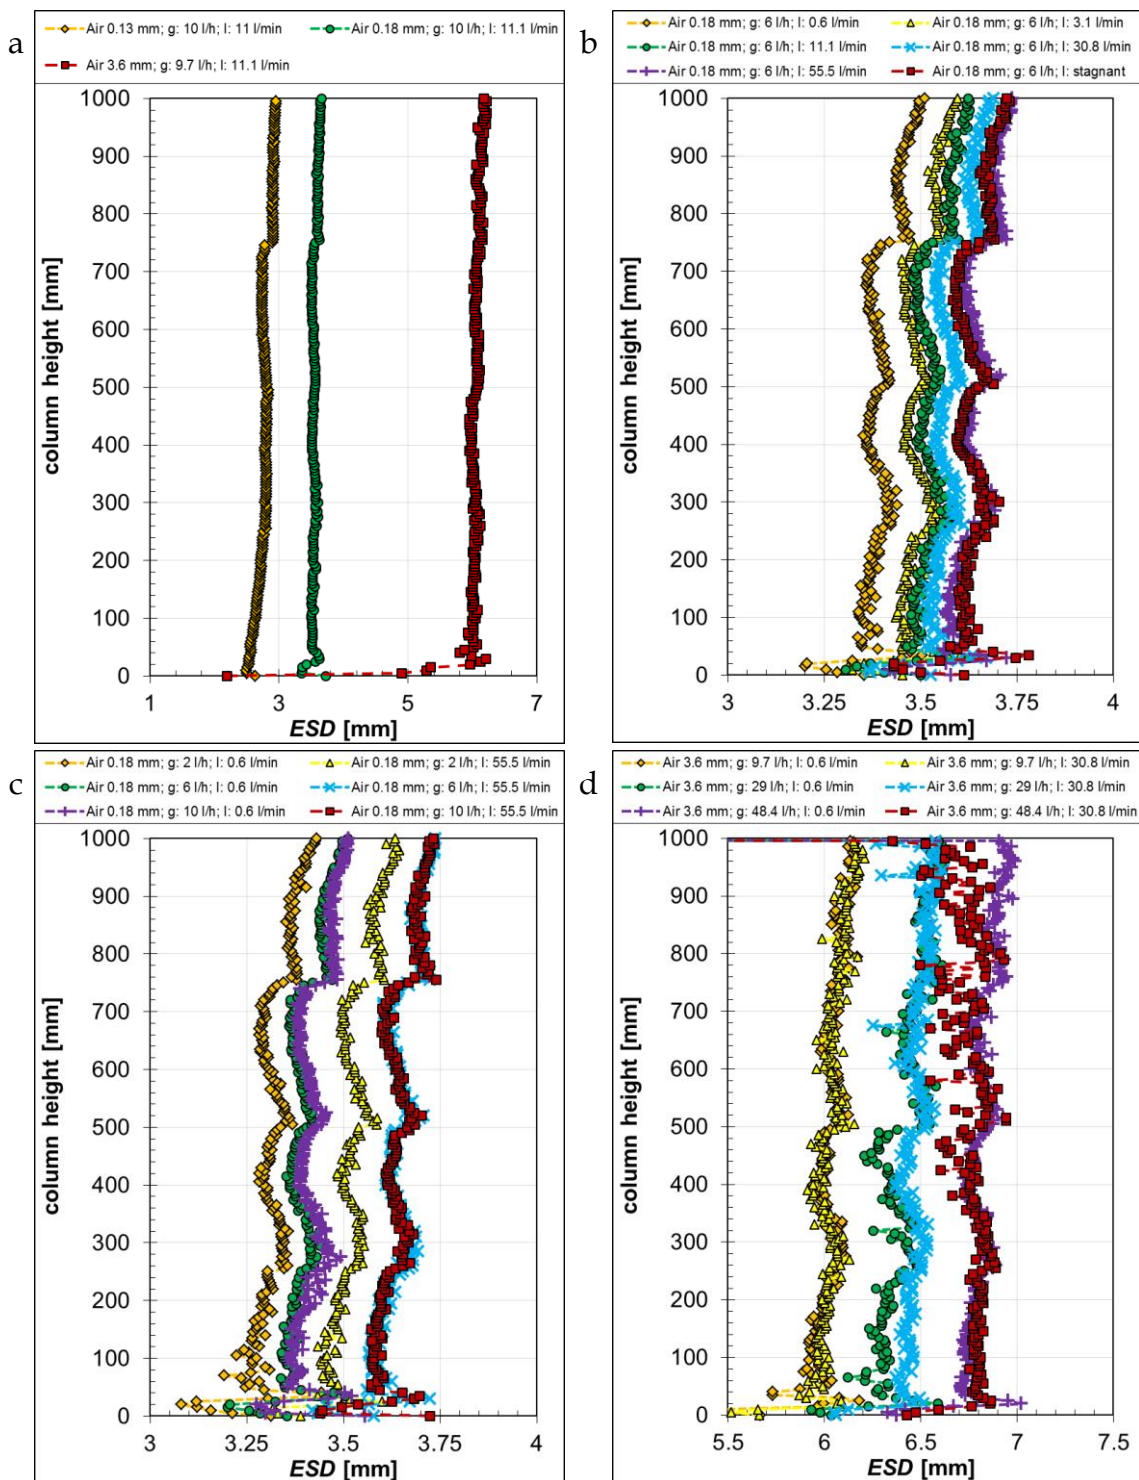 a
Air 0.13 mm; g: 10 l/h; l: 11 l/min Air 0.18 mm; g: 10 l/h; l: 11.1 l/min
Air 3.6 mm; g: 9.7 l/h; l: 11.1 l/min
1000
900
800
700
600
500
400
300
200
100
0
column height [mm]
1 3 5 7
ESD [mm]
b
Air 0.18 mm; g: 6 l/h; l: 0.6 l/min Air 0.18 mm; g: 6 l/h; l: 3.1 l/min
Air 0.18 mm; g: 6 l/h; l: 11.1 l/min Air 0.18 mm; g: 6 l/h; l: 30.8 l/min
Air 0.18 mm; g: 6 l/h; l: 55.5 l/min Air 0.18 mm; g: 6 l/h; l: stagnant
1000
900
800
700
600
500
400
300
200
100
0
column height [mm]
3 3.25 3.5 3.75 4
ESD [mm]
c
Air 0.18 mm; g: 2 l/h; l: 0.6 l/min Air 0.18 mm; g: 2 l/h; l: 55.5 l/min
Air 0.18 mm; g: 6 l/h; l: 0.6 l/min Air 0.18 mm; g: 6 l/h; l: 55.5 l/min
Air 0.18 mm; g: 10 l/h; l: 0.6 l/min Air 0.18 mm; g: 10 l/h; l: 55.5 l/min
1000
900
800
700
600
500
400
300
200
100
0
column height [mm]
3 3.25 3.5 3.75 4
ESD [mm]
d
Air 3.6 mm; g: 9.7 l/h; l: 0.6 l/min Air 3.6 mm; g: 9.7 l/h; l: 30.8 l/min
Air 3.6 mm; g: 29 l/h; l: 0.6 l/min Air 3.6 mm; g: 29 l/h; l: 30.8 l/min
Air 3.6 mm; g: 48.4 l/h; l: 0.6 l/min Air 3.6 mm; g: 48.4 l/h; l: 30.8 l/min
1000
900
800
700
600
500
400
300
200
100
0
column height [mm]
5.5 6 6.5 7 7.5
ESD [mm]